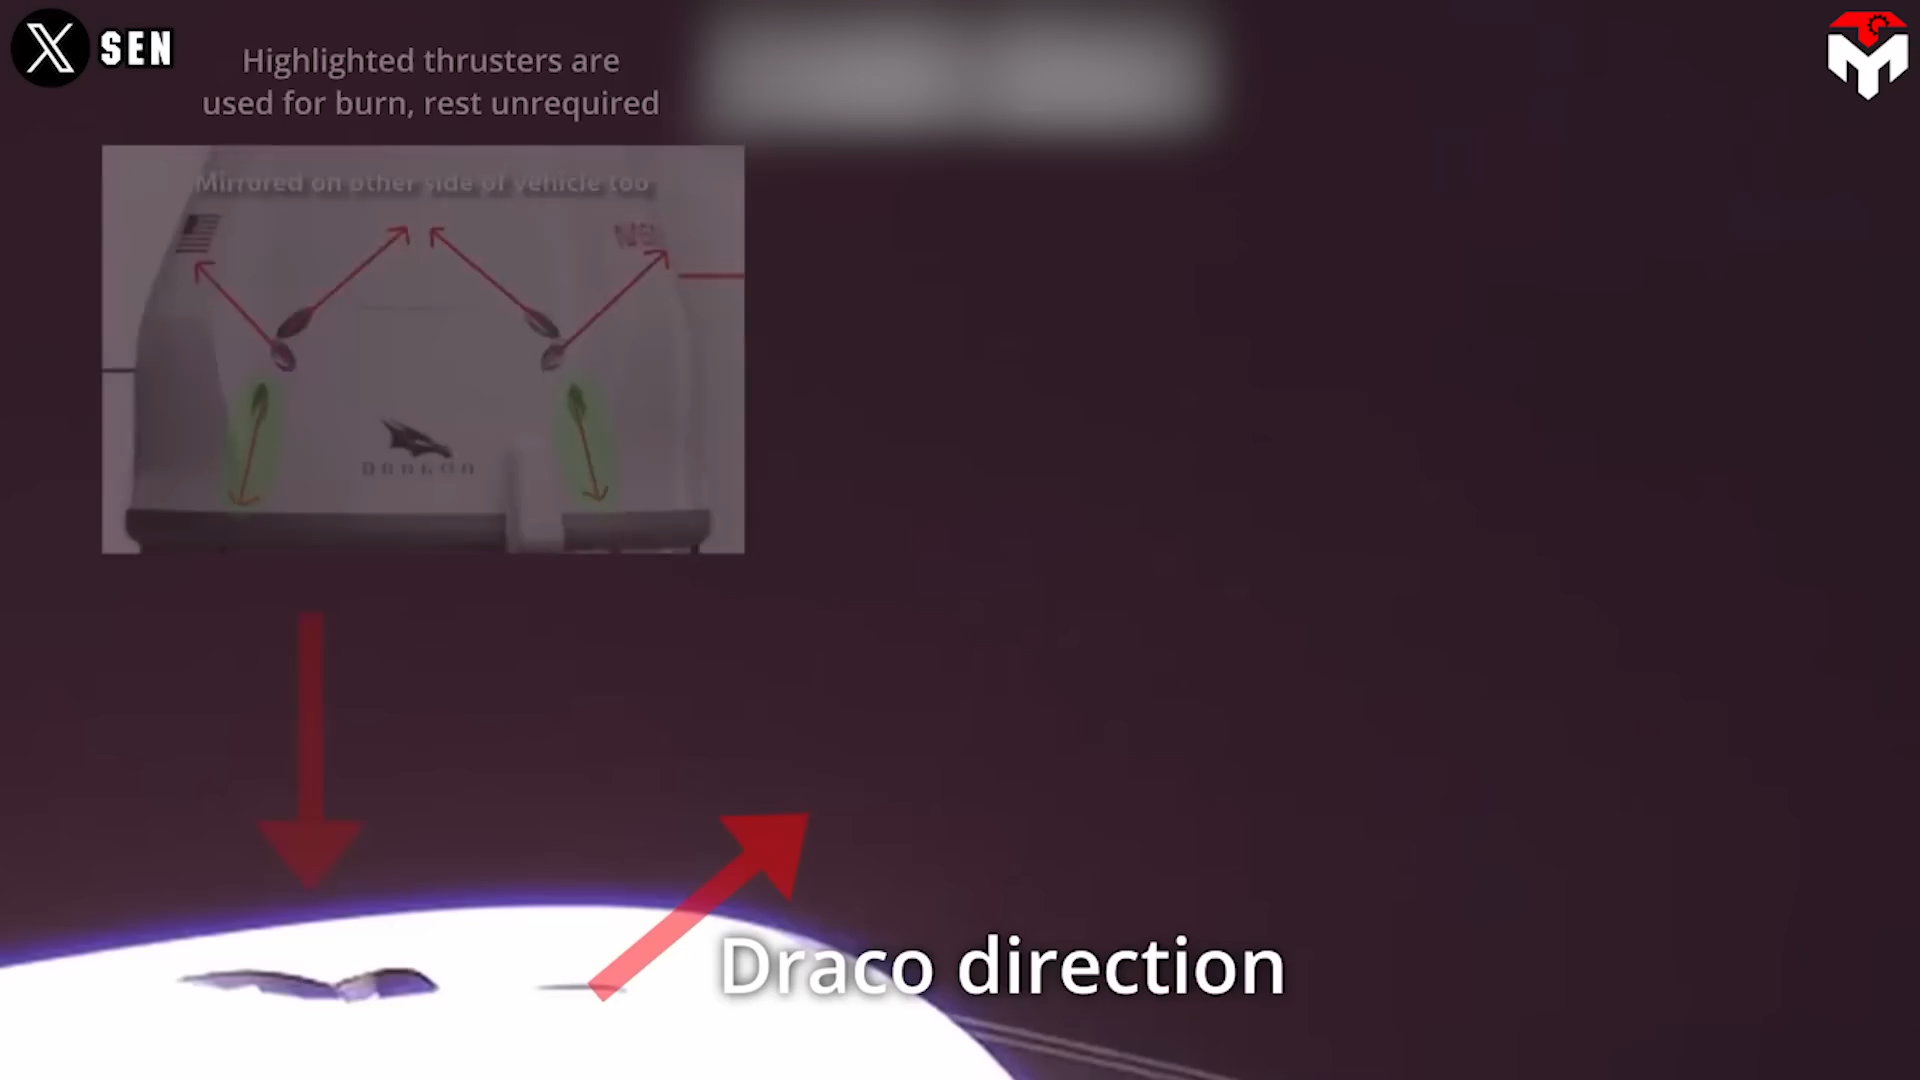 SEN
Highlighted thrusters are
used for burn, rest unrequired
Mirrored on other side of vehicle too
DRAGON
Draco direction